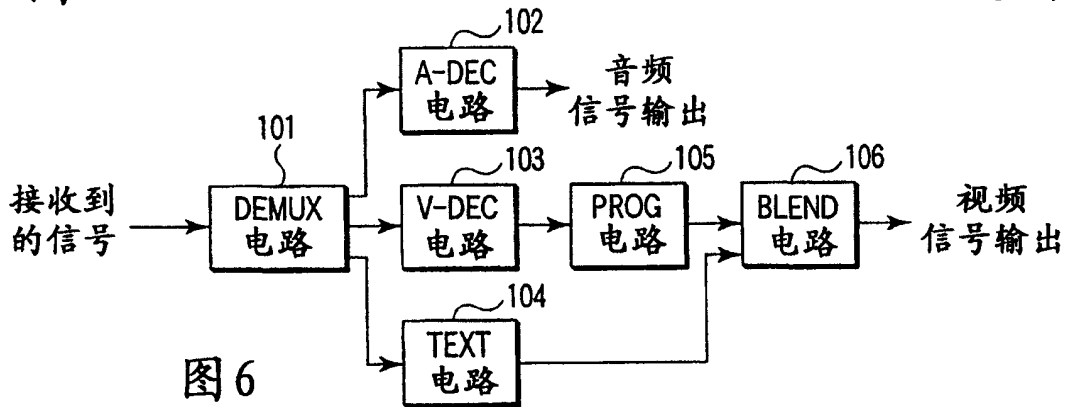 102
A-DEC
电路
音频
信号输出
101
103
105
106
接收到
的信号
DEMUX
电路
V-DEC
电路
PROG
电路
BLEND
电路
视频
信号输出
104
TEXT
电路
图6